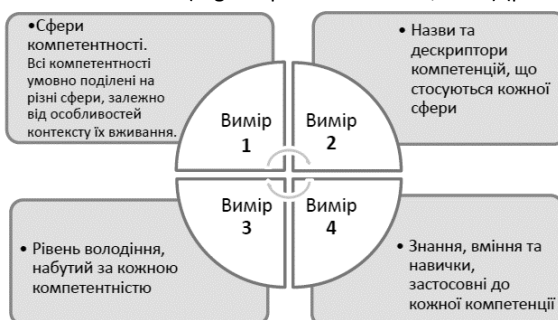 •Сфери
компетентності.
Всі компетентності
умовно поділені на
різні сфери, залежно
від особливостей
контексту їх вживання.
• Назви та
дескриптори
компетенцій, що
стосуються кожної
сфери
Вимір
1
Вимір
2
Вимір
3
Вимір
4
• Рівень володіння,
набутий за кожною
компетентністю
• Знання, вміння та
навички,
застосовні до
кожної компетенції